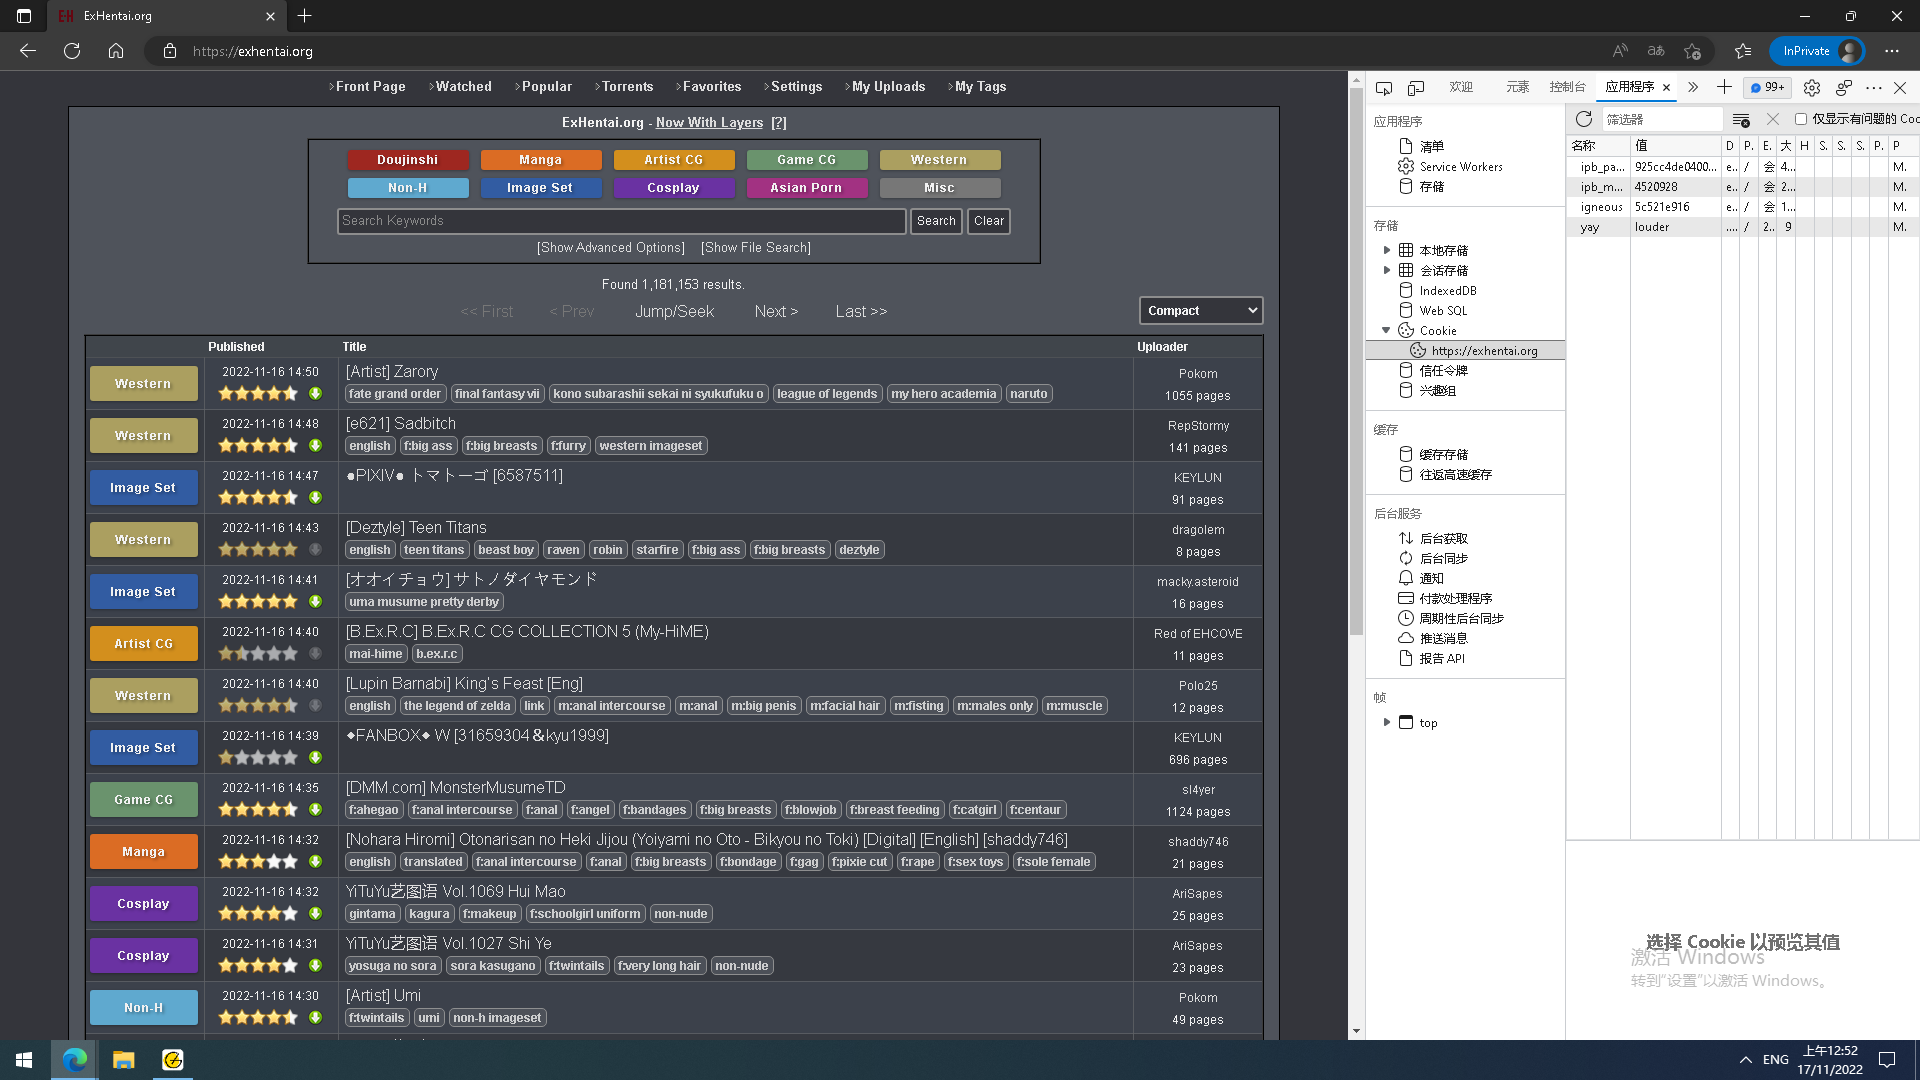 ExHentai.org
https://exhentai.org
InPrivate
Front Page Watched Popular Torrents Favorites Settings My Uploads My Tags
ExHentai.org - Now With Layers [?]
Doujinshi Manga Artist CG Game CG Western
Non-H Image Set Cosplay Asian Porn Misc
Search Keywords Search Clear
[Show Advanced Options] [Show File Search]
Found 1,181,153 results.
<< First < Prev Jump/Seek Next > Last >>
Compact
Published Title Uploader
Western 2022-11-16 14:50 [Artist] Zarory Pokom
fate grand order final fantasy vii kono subarashii sekai ni syukufuku o league of legends my hero academia naruto 1055 pages
Western 2022-11-16 14:48 [e621] Sadbitch RepStormy
english f:big ass f:big breasts f:furry western imageset 141 pages
Image Set 2022-11-16 14:47 ●PIXIV● トマトーゴ [6587511] KEYLUN
91 pages
Western 2022-11-16 14:43 [Deztyle] Teen Titans dragolem
english teen titans beast boy raven robin starfire f:big ass f:big breasts deztyle 8 pages
Image Set 2022-11-16 14:41 [オオイチョウ] サトノダイヤモンド macky.asteroid
uma musume pretty derby 16 pages
Artist CG 2022-11-16 14:40 [B.Ex.R.C] B.Ex.R.C CG COLLECTION 5 (My-HiME) Red of EHCOVE
mai-hime b.ex.r.c 11 pages
Western 2022-11-16 14:40 [Lupin Barnabi] King's Feast [Eng] Polo25
english the legend of zelda link m:anal intercourse m:anal m:big penis m:facial hair m:fisting m:males only m:muscle 12 pages
Image Set 2022-11-16 14:39 ◆FANBOX◆ W [31659304＆kyu1999] KEYLUN
696 pages
Game CG 2022-11-16 14:35 [DMM.com] MonsterMusumeTD sl4yer
f:ahegao f:anal intercourse f:anal f:angel f:bandages f:big breasts f:blowjob f:breast feeding f:catgirl f:centaur 1124 pages
Manga 2022-11-16 14:32 [Nohara Hiromi] Otonarisan no Heki Jijou (Yoiyami no Oto - Bikyou no Toki) [Digital] [English] [shaddy746] shaddy746
english translated f:anal intercourse f:anal f:big breasts f:bondage f:gag f:pixie cut f:rape f:sex toys f:sole female 21 pages
Cosplay 2022-11-16 14:32 YiTuYu艺图语 Vol.1069 Hui Mao AriSapes
gintama kagura f:makeup f:schoolgirl uniform non-nude 25 pages
Cosplay 2022-11-16 14:31 YiTuYu艺图语 Vol.1027 Shi Ye AriSapes
yosuga no sora sora kasugano f:twintails f:very long hair non-nude 23 pages
Non-H 2022-11-16 14:30 [Artist] Umi Pokom
f:twintails umi non-h imageset 49 pages
欢迎 元素 控制台 应用程序 99+
应用程序
清单
Service Workers
存储
存储
本地存储
会话存储
IndexedDB
Web SQL
Cookie
https://exhentai.org
信任令牌
兴趣组
缓存
缓存存储
往返高速缓存
后台服务
后台获取
后台同步
通知
付款处理程序
周期性后台同步
推送消息
报告 API
帧
top
筛选器 仅显示有问题的 Coo
名称 值 D P. E. 大 H S. S. S. P. P
ipb_pa... 925cc4de0400... e.. / 会 4... M.
ipb_m... 4520928 e.. / 会 2... M.
igneous 5c521e916 e.. / 会 1... M.
yay louder .... / 2.. 9 M.
选择 Cookie 以预览其值
激活 Windows
转到“设置”以激活 Windows。
ENG
上午12:52
17/11/2022